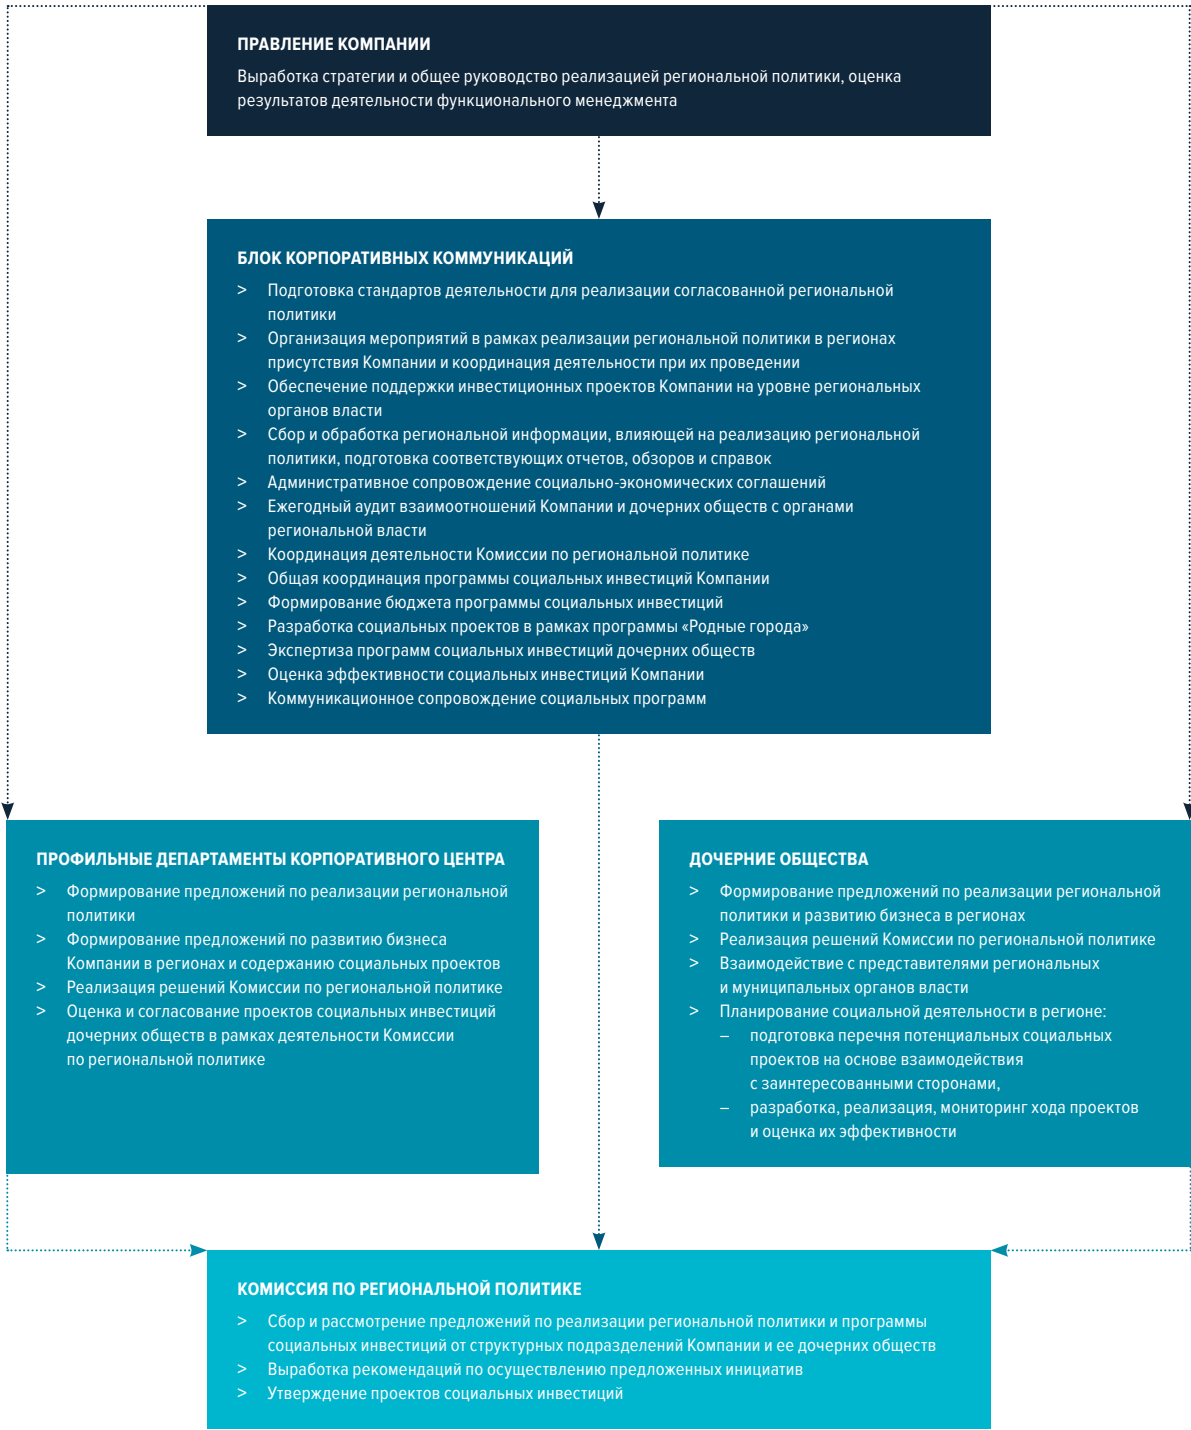 ПРАВЛЕНИЕ КОМПАНИИ
Выработка стратегии и общее руководство реализацией региональной политики, оценка
результатов деятельности функционального менеджмента
БЛОК КОРПОРАТИВНЫХ КОММУНИКАЦИЙ
> Подготовка стандартов деятельности для реализации согласованной региональной
политики
> Организация мероприятий в рамках реализации региональной политики в регионах
присутствия Компании и координация деятельности при их проведении
> Обеспечение поддержки инвестиционных проектов Компании на уровне региональных
органов власти
> Сбор и обработка региональной информации, влияющей на реализацию региональной
политики, подготовка соответствующих отчетов, обзоров и справок
> Административное сопровождение социально-экономических соглашений
> Ежегодный аудит взаимоотношений Компании и дочерних обществ с органами
региональной власти
> Координация деятельности Комиссии по региональной политике
> Общая координация программы социальных инвестиций Компании
> Формирование бюджета программы социальных инвестиций
> Разработка социальных проектов в рамках программы «Родные города»
> Экспертиза программ социальных инвестиций дочерних обществ
> Оценка эффективности социальных инвестиций Компании
> Коммуникационное сопровождение социальных программ
ПРОФИЛЬНЫЕ ДЕПАРТАМЕНТЫ КОРПОРАТИВНОГО ЦЕНТРА
> Формирование предложений по реализации региональной
политики
> Формирование предложений по развитию бизнеса
Компании в регионах и содержанию социальных проектов
> Реализация решений Комиссии по региональной политике
> Оценка и согласование проектов социальных инвестиций
дочерних обществ в рамках деятельности Комиссии
по региональной политике
ДОЧЕРНИЕ ОБЩЕСТВА
> Формирование предложений по реализации региональной
политики и развитию бизнеса в регионах
> Реализация решений Комиссии по региональной политике
> Взаимодействие с представителями региональных
и муниципальных органов власти
> Планирование социальной деятельности в регионе:
– подготовка перечня потенциальных социальных
проектов на основе взаимодействия
с заинтересованными сторонами,
– разработка, реализация, мониторинг хода проектов
и оценка их эффективности
КОМИССИЯ ПО РЕГИОНАЛЬНОЙ ПОЛИТИКЕ
> Сбор и рассмотрение предложений по реализации региональной политики и программы
социальных инвестиций от структурных подразделений Компании и ее дочерних обществ
> Выработка рекомендаций по осуществлению предложенных инициатив
> Утверждение проектов социальных инвестиций